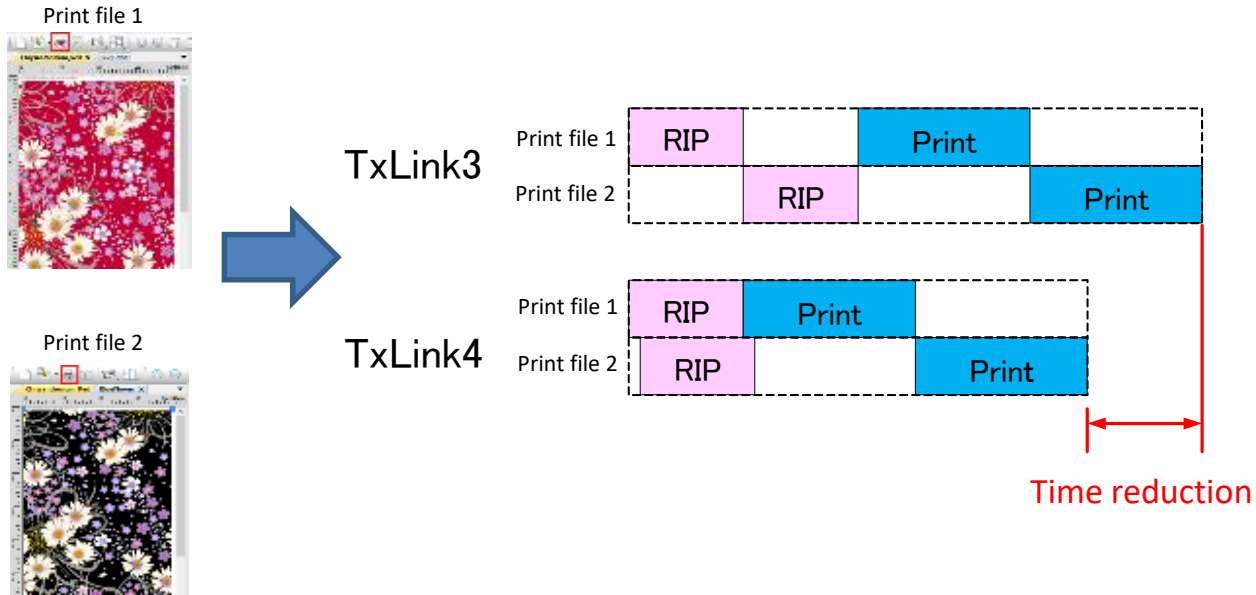 Print file 1
Print file 2
TxLink3
Print file 1
RIP
Print
Print file 2
RIP
Print
TxLink4
Print file 1
RIP
Print
Print file 2
RIP
Print
Time reduction